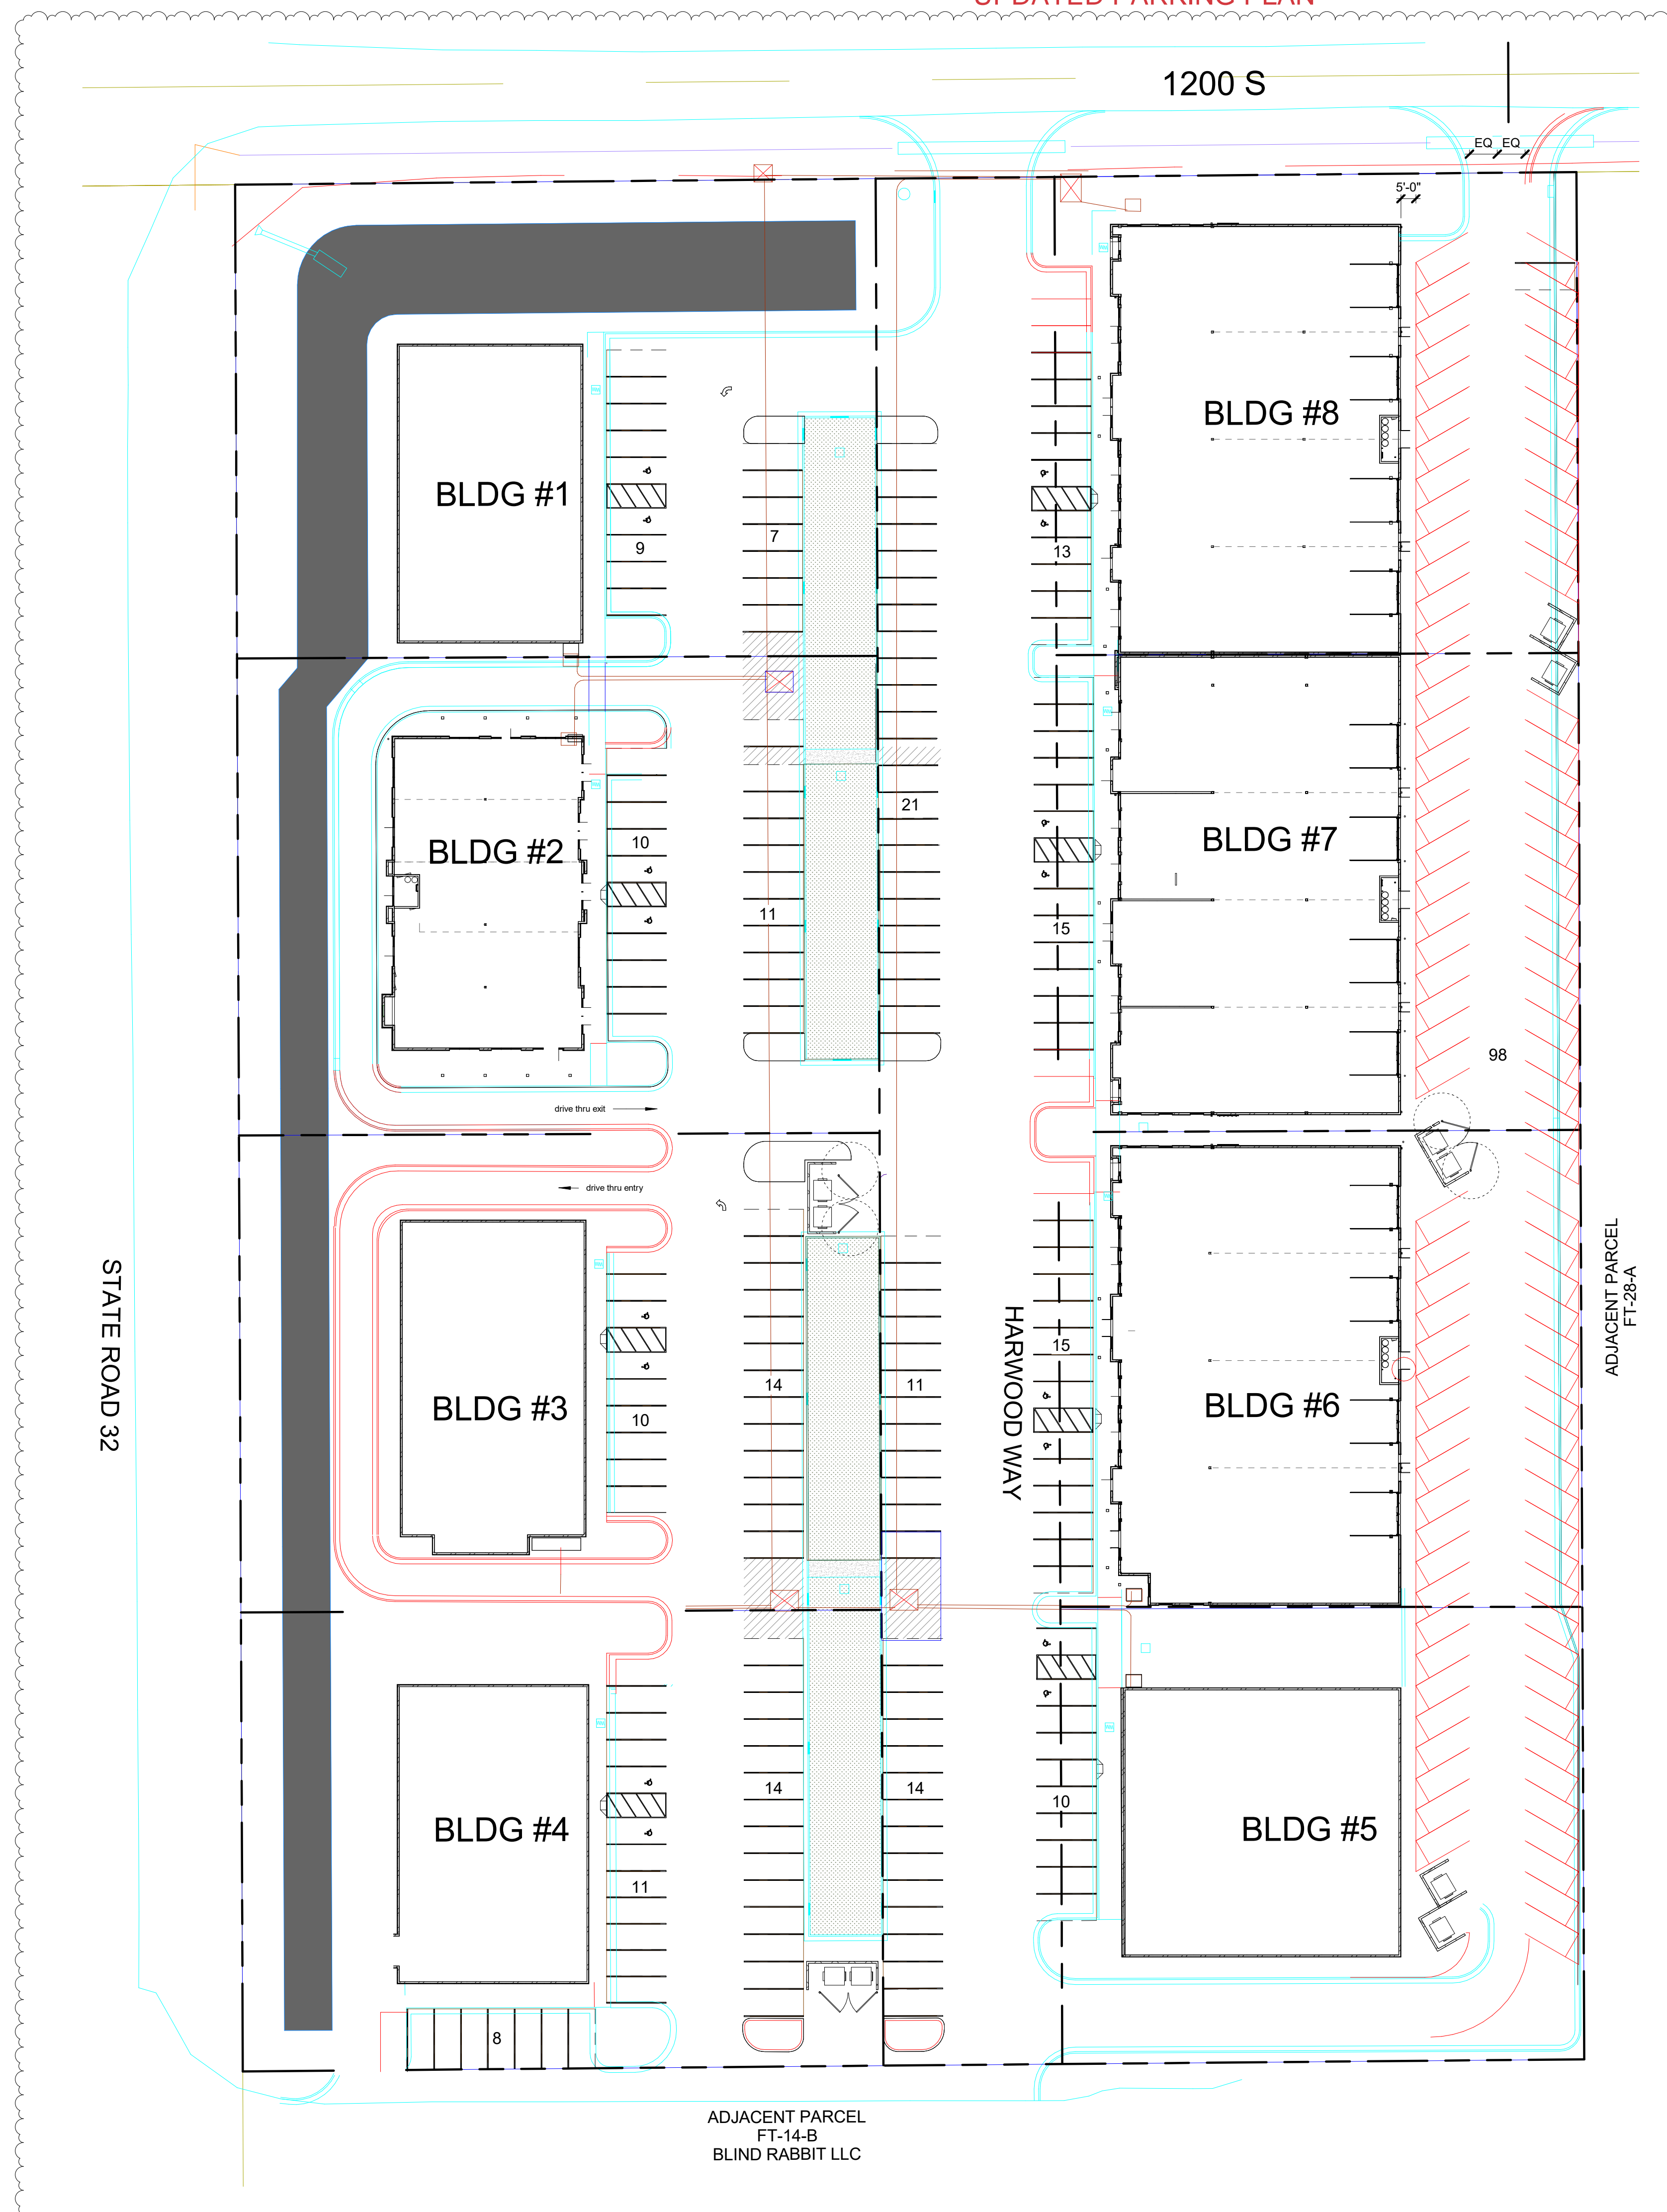 UPDATED PARKING PLAN
1200 S
EQ EQ
5'-0"
BLDG #8
BLDG #1
7
9
13
21
BLDG #7
BLDG #2
10
11
15
98
drive thru exit
drive thru entry
ADJACENT PARCEL
FT-28-A
STATE ROAD 32
HARWOOD WAY
15
14
11
BLDG #6
BLDG #3
10
14
14
10
BLDG #4
BLDG #5
11
8
ADJACENT PARCEL
FT-14-B
BLIND RABBIT LLC